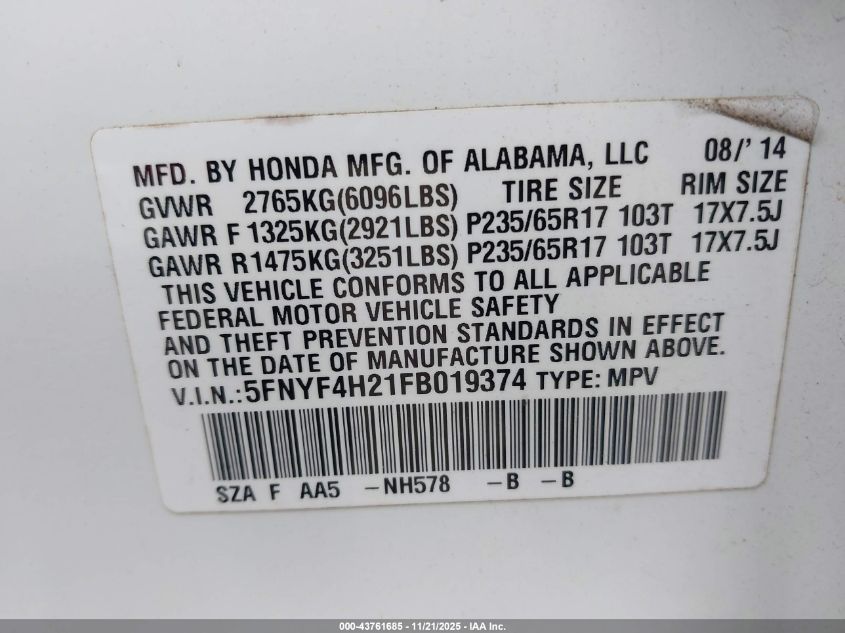 MFD. BY HONDA MFG. OF ALABAMA, LLC 08/' 14
GVWR 2765KG(6096LBS) TIRE SIZE RIM SIZE
GAWR F 1325KG(2921LBS) P235/65R17 103T 17X7.5J
GAWR R1475KG(3251LBS) P235/65R17 103T 17X7.5J
THIS VEHICLE CONFORMS TO ALL APPLICABLE
FEDERAL MOTOR VEHICLE SAFETY
AND THEFT PREVENTION STANDARDS IN EFFECT
ON THE DATE OF MANUFACTURE SHOWN ABOVE.
V.I.N.:5FNYF4H21FB019374 TYPE: MPV
SZA F AA5 -NH578 -B -B
000-43761685 - 11/21/2025 - IAA Inc.